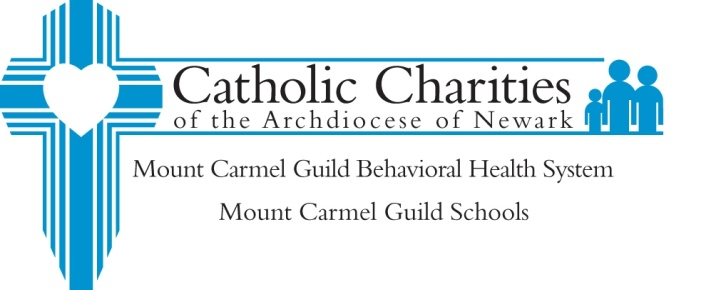 Catholic Charities
of the Archdiocese of Newark
Mount Carmel Guild Behavioral Health System
Mount Carmel Guild Schools